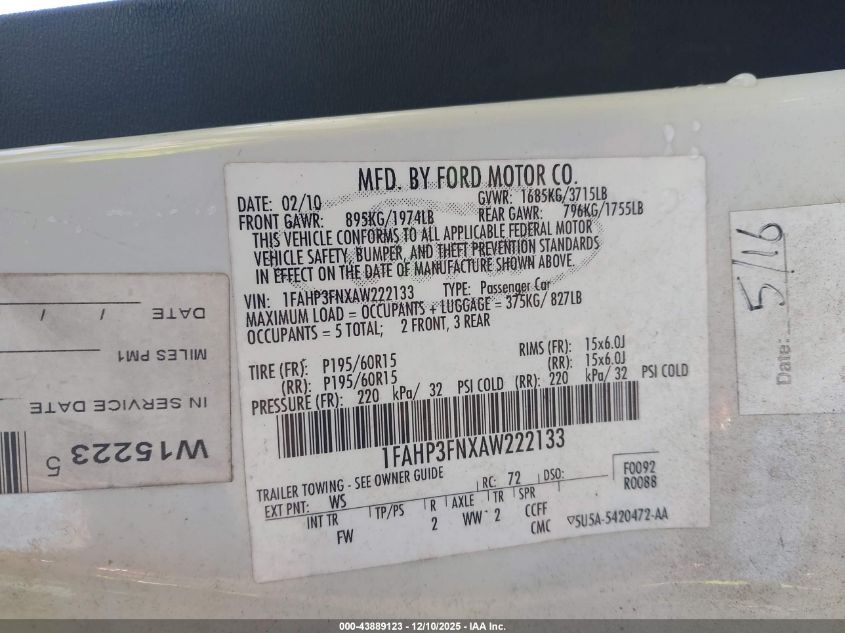 MFD. BY FORD MOTOR CO.
DATE: 02/10 GVWR: 1685KG/3715LB
FRONT GAWR: 895KG/1974LB REAR GAWR: 796KG/1755LB
THIS VEHICLE CONFORMS TO ALL APPLICABLE FEDERAL MOTOR
VEHICLE SAFETY, BUMPER, AND THEFT PREVENTION STANDARDS
IN EFFECT ON THE DATE OF MANUFACTURE SHOWN ABOVE.
VIN: 1FAHP3FNXAW222133 TYPE: Passenger Car
MAXIMUM LOAD = OCCUPANTS + LUGGAGE = 375KG/ 827LB
OCCUPANTS = 5 TOTAL; 2 FRONT, 3 REAR
TIRE (FR): P195/60R15 RIMS (FR): 15x6.0J
(RR): P195/60R15 (RR): 15x6.0J
PRESSURE (FR): 220 kPa/ 32 PSI COLD (RR): 220 kPa/ 32 PSI COLD
1FAHP3FNXAW222133
TRAILER TOWING - SEE OWNER GUIDE RC: 72 DSO: F0092
EXT PNT: WS R0088
INT TR TP/PS R AXLE TR SPR
FW 2 WW 2 CCFF
CMC 5U5A-5420472-AA
W15223 5
IN SERVICE DATE
MILES PM1
DATE / /
Date: 5/16
000-43889123 - 12/10/2025 - IAA Inc.